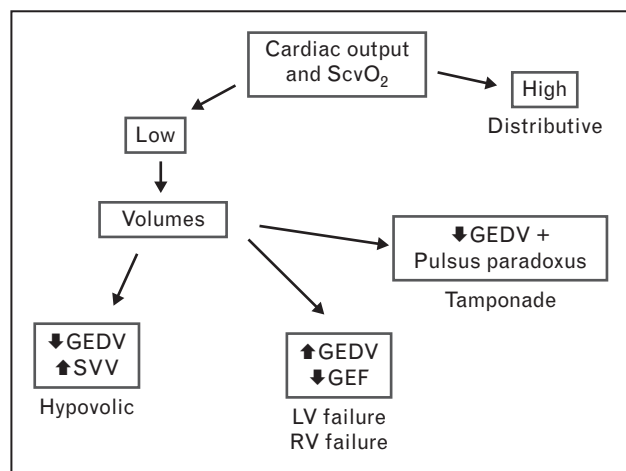 Cardiac output
and ScvO2
High
Distributive
Low
Volumes
⬇GEDV +
Pulsus paradoxus
Tamponade
⬇GEDV
⬆SVV
Hypovolic
⬆GEDV
⬇GEF
LV failure
RV failure